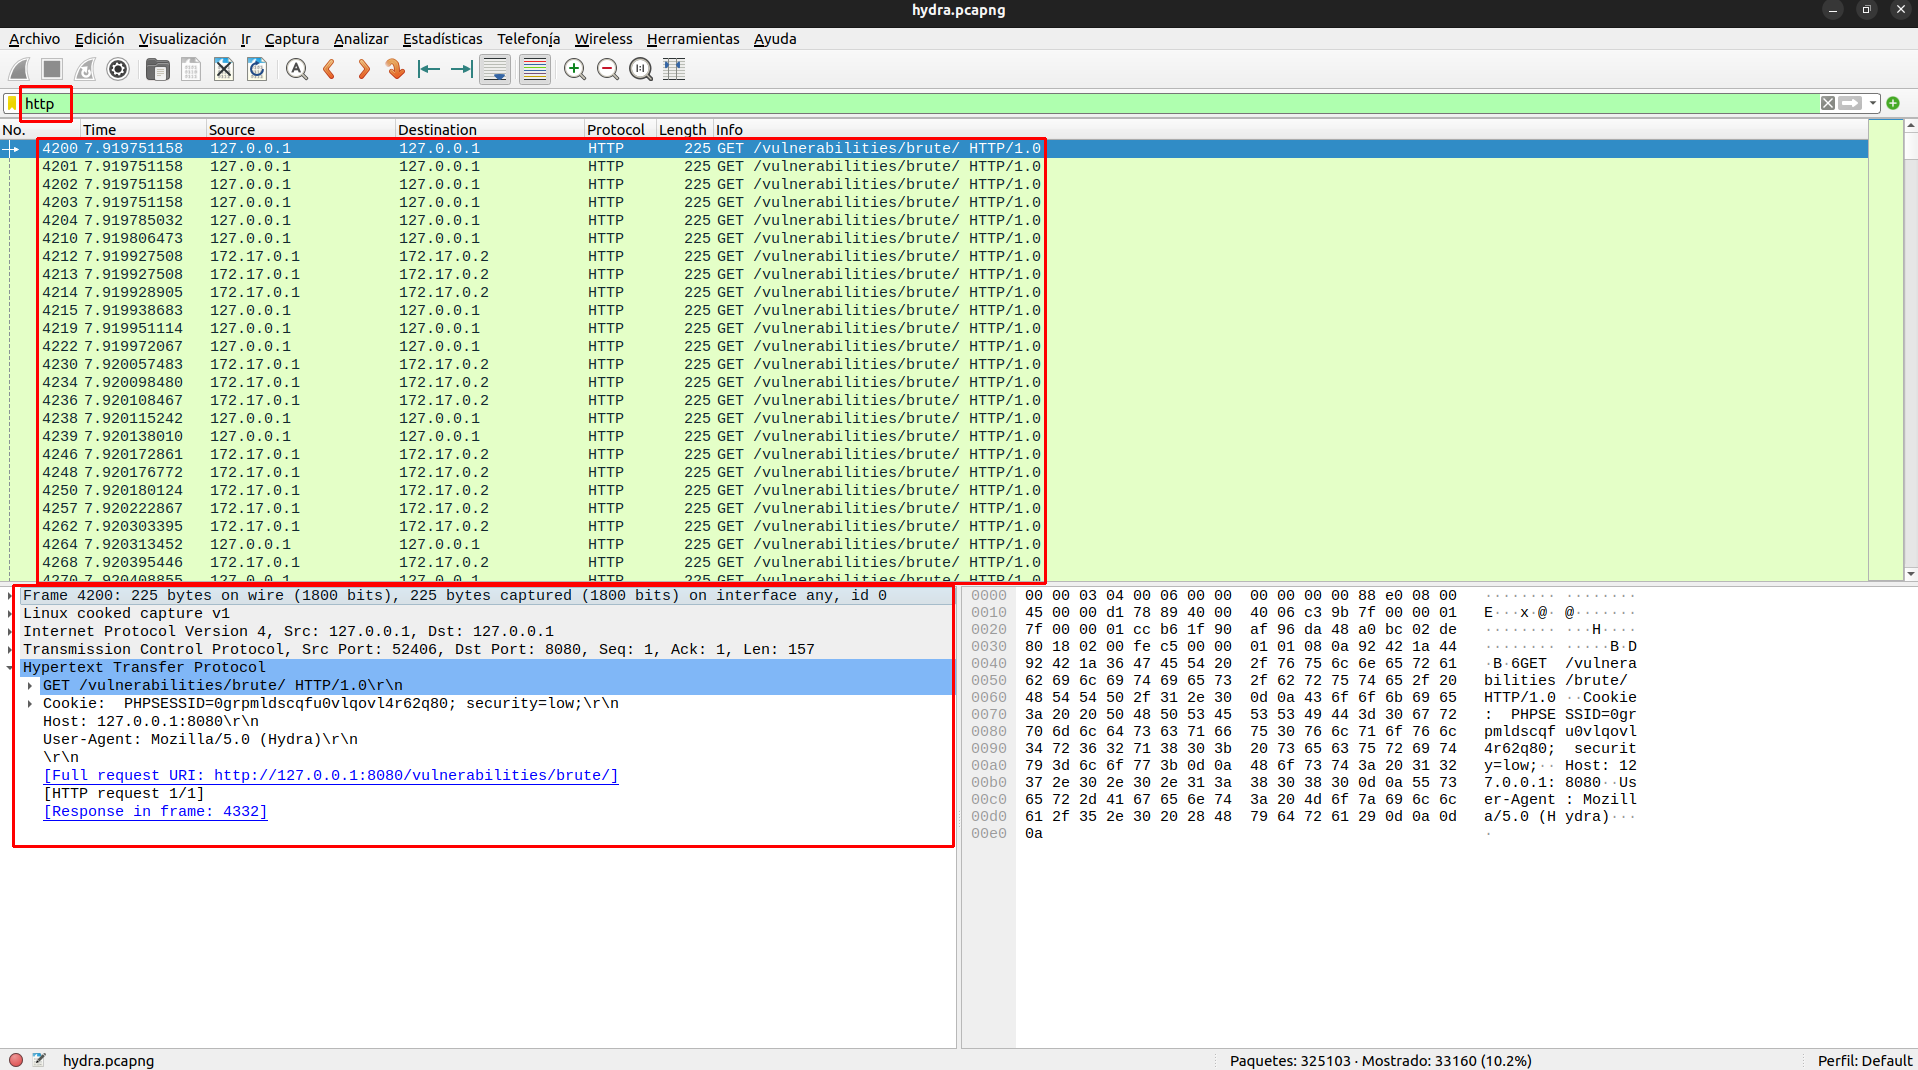 hydra.pcapng
Archivo Edición Visualización Ir Captura Analizar Estadísticas Telefonía Wireless Herramientas Ayuda
http
No. Time Source Destination Protocol Length Info
4200 7.919751158 127.0.0.1 127.0.0.1 HTTP 225 GET /vulnerabilities/brute/ HTTP/1.0
4201 7.919751158 127.0.0.1 127.0.0.1 HTTP 225 GET /vulnerabilities/brute/ HTTP/1.0
4202 7.919751158 127.0.0.1 127.0.0.1 HTTP 225 GET /vulnerabilities/brute/ HTTP/1.0
4203 7.919751158 127.0.0.1 127.0.0.1 HTTP 225 GET /vulnerabilities/brute/ HTTP/1.0
4204 7.919785032 127.0.0.1 127.0.0.1 HTTP 225 GET /vulnerabilities/brute/ HTTP/1.0
4210 7.919806473 127.0.0.1 127.0.0.1 HTTP 225 GET /vulnerabilities/brute/ HTTP/1.0
4212 7.919927508 172.17.0.1 172.17.0.2 HTTP 225 GET /vulnerabilities/brute/ HTTP/1.0
4213 7.919927508 172.17.0.1 172.17.0.2 HTTP 225 GET /vulnerabilities/brute/ HTTP/1.0
4214 7.919928905 172.17.0.1 172.17.0.2 HTTP 225 GET /vulnerabilities/brute/ HTTP/1.0
4215 7.919938683 127.0.0.1 127.0.0.1 HTTP 225 GET /vulnerabilities/brute/ HTTP/1.0
4219 7.919951114 127.0.0.1 127.0.0.1 HTTP 225 GET /vulnerabilities/brute/ HTTP/1.0
4222 7.919972067 127.0.0.1 127.0.0.1 HTTP 225 GET /vulnerabilities/brute/ HTTP/1.0
4230 7.920057483 172.17.0.1 172.17.0.2 HTTP 225 GET /vulnerabilities/brute/ HTTP/1.0
4234 7.920098480 172.17.0.1 172.17.0.2 HTTP 225 GET /vulnerabilities/brute/ HTTP/1.0
4236 7.920108467 172.17.0.1 172.17.0.2 HTTP 225 GET /vulnerabilities/brute/ HTTP/1.0
4238 7.920115242 127.0.0.1 127.0.0.1 HTTP 225 GET /vulnerabilities/brute/ HTTP/1.0
4239 7.920138010 127.0.0.1 127.0.0.1 HTTP 225 GET /vulnerabilities/brute/ HTTP/1.0
4246 7.920172861 172.17.0.1 172.17.0.2 HTTP 225 GET /vulnerabilities/brute/ HTTP/1.0
4248 7.920176772 172.17.0.1 172.17.0.2 HTTP 225 GET /vulnerabilities/brute/ HTTP/1.0
4250 7.920180124 172.17.0.1 172.17.0.2 HTTP 225 GET /vulnerabilities/brute/ HTTP/1.0
4257 7.920222867 172.17.0.1 172.17.0.2 HTTP 225 GET /vulnerabilities/brute/ HTTP/1.0
4262 7.920303395 172.17.0.1 172.17.0.2 HTTP 225 GET /vulnerabilities/brute/ HTTP/1.0
4264 7.920313452 127.0.0.1 127.0.0.1 HTTP 225 GET /vulnerabilities/brute/ HTTP/1.0
4268 7.920395446 172.17.0.1 172.17.0.2 HTTP 225 GET /vulnerabilities/brute/ HTTP/1.0
4270 7.920408855 127.0.0.1 127.0.0.1 HTTP 225 GET /vulnerabilities/brute/ HTTP/1.0
Frame 4200: 225 bytes on wire (1800 bits), 225 bytes captured (1800 bits) on interface any, id 0
Linux cooked capture v1
Internet Protocol Version 4, Src: 127.0.0.1, Dst: 127.0.0.1
Transmission Control Protocol, Src Port: 52406, Dst Port: 8080, Seq: 1, Ack: 1, Len: 157
Hypertext Transfer Protocol
GET /vulnerabilities/brute/ HTTP/1.0\r\n
Cookie:  PHPSESSID=0grpmldscqfu0vlqovl4r62q80; security=low;\r\n
Host: 127.0.0.1:8080\r\n
User-Agent: Mozilla/5.0 (Hydra)\r\n
\r\n
[Full request URI: http://127.0.0.1:8080/vulnerabilities/brute/]
[HTTP request 1/1]
[Response in frame: 4332]
0000 00 00 03 04 00 06 00 00 00 00 00 00 88 e0 08 00 ········ ········
0010 45 00 00 d1 78 89 40 00 40 06 c3 9b 7f 00 00 01 E···x·@· @·······
0020 7f 00 00 01 cc b6 1f 90 af 96 da 48 a0 bc 02 de ········ ···H····
0030 80 18 02 00 fe c5 00 00 01 01 08 0a 92 42 1a 44 ········ ·····B·D
0040 92 42 1a 36 47 45 54 20 2f 76 75 6c 6e 65 72 61 ·B·6GET /vulnera
0050 62 69 6c 69 74 69 65 73 2f 62 72 75 74 65 2f 20 bilities /brute/
0060 48 54 54 50 2f 31 2e 30 0d 0a 43 6f 6f 6b 69 65 HTTP/1.0 ··Cookie
0070 3a 20 20 50 48 50 53 45 53 53 49 44 3d 30 67 72 :  PHPSE SSID=0gr
0080 70 6d 6c 64 73 63 71 66 75 30 76 6c 71 6f 76 6c pmldscqf u0vlqovl
0090 34 72 36 32 71 38 30 3b 20 73 65 63 75 72 69 74 4r62q80;  securit
00a0 79 3d 6c 6f 77 3b 0d 0a 48 6f 73 74 3a 20 31 32 y=low;·· Host: 12
00b0 37 2e 30 2e 30 2e 31 3a 38 30 38 30 0d 0a 55 73 7.0.0.1: 8080··Us
00c0 65 72 2d 41 67 65 6e 74 3a 20 4d 6f 7a 69 6c 6c er-Agent : Mozill
00d0 61 2f 35 2e 30 20 28 48 79 64 72 61 29 0d 0a 0d a/5.0 (H ydra)···
00e0 0a ·
hydra.pcapng Paquetes: 325103 · Mostrado: 33160 (10.2%) Perfil: Default